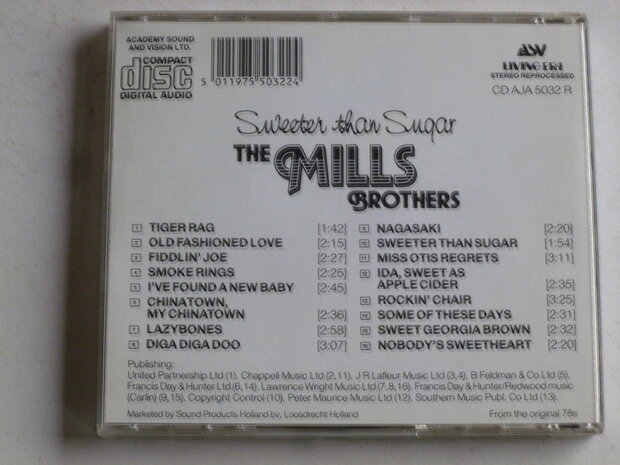 ACADEMY SOUND
AND VISION LTD.
COMPACT
disc
DIGITAL AUDIO
5 011975 503224
ASV
LIVING ERA
STEREO REPROCESSED
CD AJA 5032 R
Sweeter than Sugar
THE MILLS
BROTHERS
1 TIGER RAG [1:42]
2 OLD FASHIONED LOVE [2:15]
3 FIDDLIN' JOE [2:27]
4 SMOKE RINGS [2:25]
5 I'VE FOUND A NEW BABY [2:45]
6 CHINATOWN,
MY CHINATOWN [2:36]
7 LAZYBONES [2:58]
8 DIGA DIGA DOO [3:07]
9 NAGASAKI [2:20]
10 SWEETER THAN SUGAR [1:54]
11 MISS OTIS REGRETS [3:11]
12 IDA, SWEET AS
APPLE CIDER [2:35]
13 ROCKIN' CHAIR [3:25]
14 SOME OF THESE DAYS [2:31]
15 SWEET GEORGIA BROWN [2:32]
16 NOBODY'S SWEETHEART [2:20]
Publishing:
United Partnership Ltd (1). Chappell Music Ltd (2,11). J R Lafleur Music Ltd (3,4). B Feldman & Co Ltd (5).
Francis Day & Hunter Ltd (6,14). Lawrence Wright Music Ltd (7,8,16). Francis Day & Hunter/Redwood music
(Carlin) (9,15). Copyright Control (10). Peter Maurice Music Ltd (12). Southern Music Publ. Co Ltd (13).
Marketed by Sound Products Holland bv, Loosdrecht Holland
From the original 78s